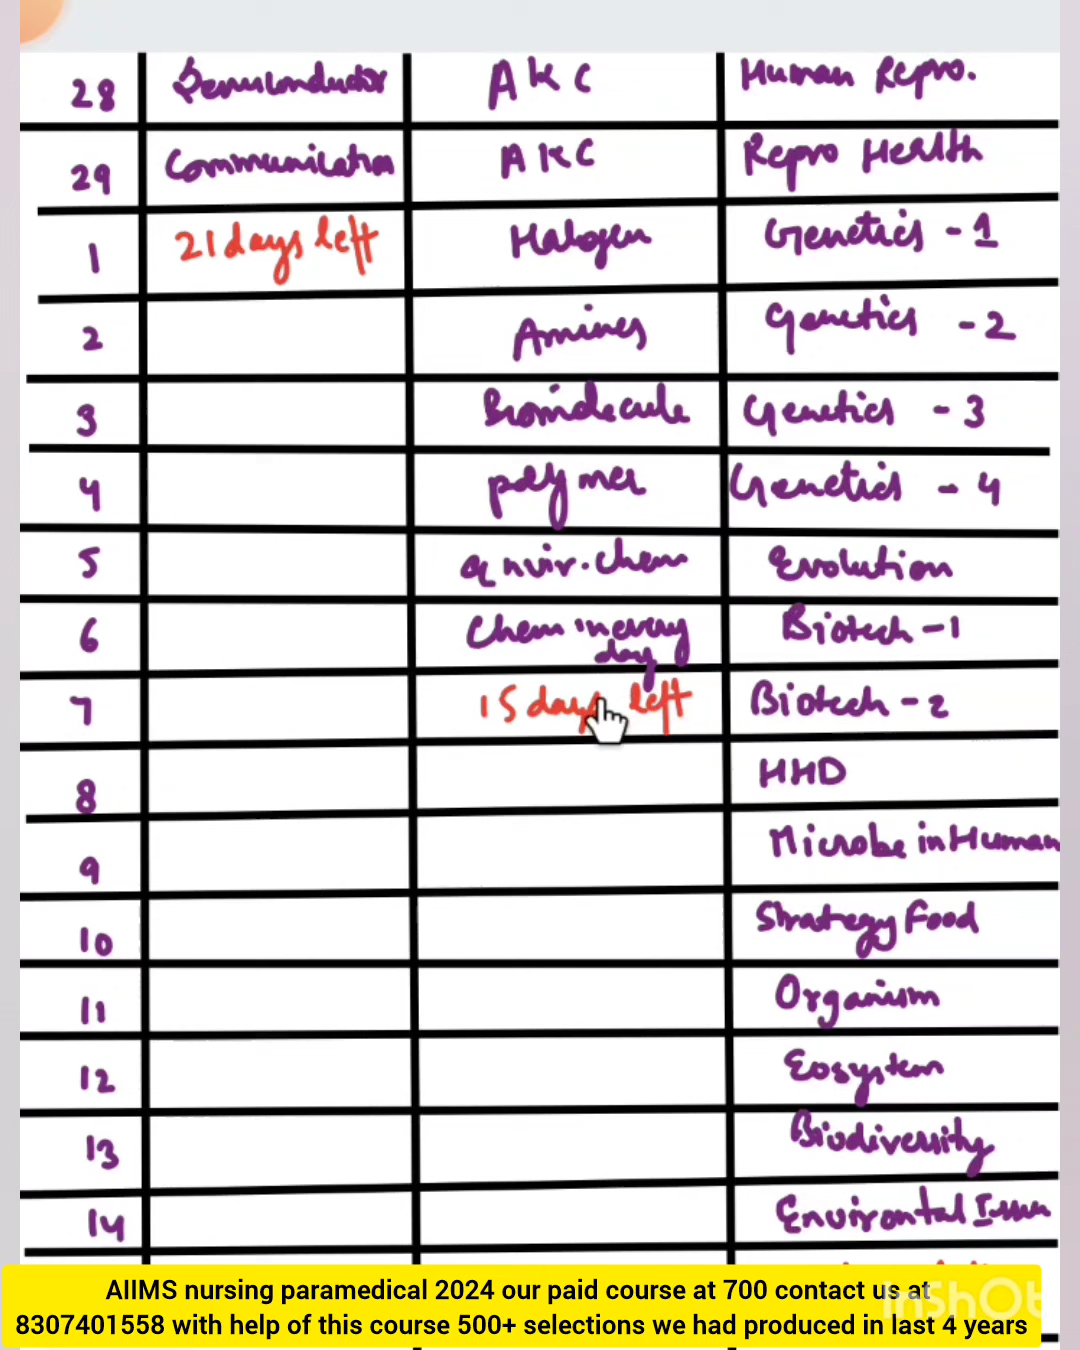 28 Semiconductor AKC Human Repro.
29 Communication AKC Repro Health
1 21 days left Halogen Genetics - 1
2 Amines Genetics - 2
3 Biomolecule Genetics - 3
4 polymer Genetics - 4
5 envir. chem Evolution
6 Chem in every day Biotech - 1
7 15 days left Biotech - 2
8 HHD
9 Microbe in Human
10 Strategy Food
11 Organism
12 Eosystem
13 Biodiversity
14 Environtal Issue
AIIMS nursing paramedical 2024 our paid course at 700 contact us at
8307401558 with help of this course 500+ selections we had produced in last 4 years
InShOt